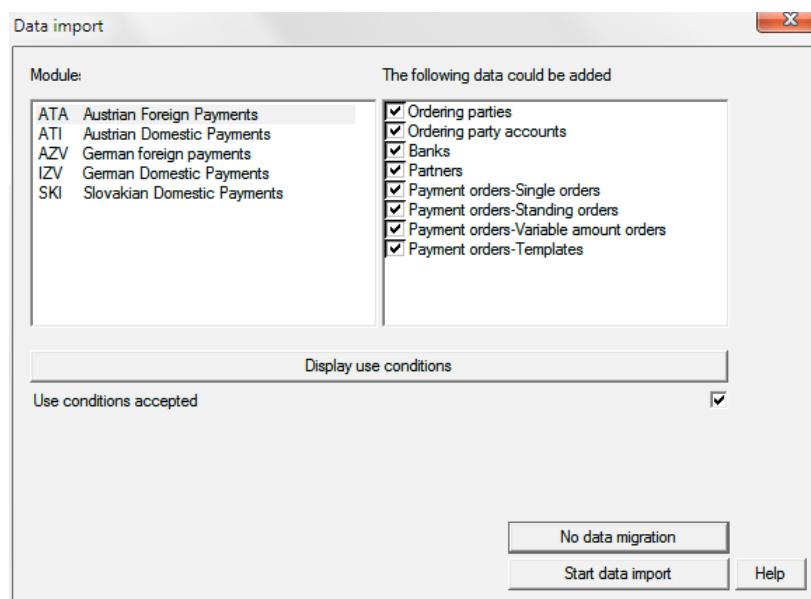 Data import
X
Module:
The following data could be added
ATA Austrian Foreign Payments
ATI Austrian Domestic Payments
AZV German foreign payments
IZV German Domestic Payments
SKI Slovakian Domestic Payments
Ordering parties
Ordering party accounts
Banks
Partners
Payment orders-Single orders
Payment orders-Standing orders
Payment orders-Variable amount orders
Payment orders-Templates
Display use conditions
Use conditions accepted
No data migration
Start data import
Help